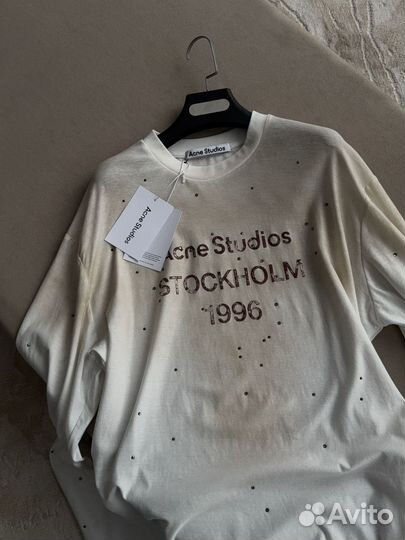 Acne Studios
Acne Studios
Acne Studios
STOCKHOLM
1996
Avito